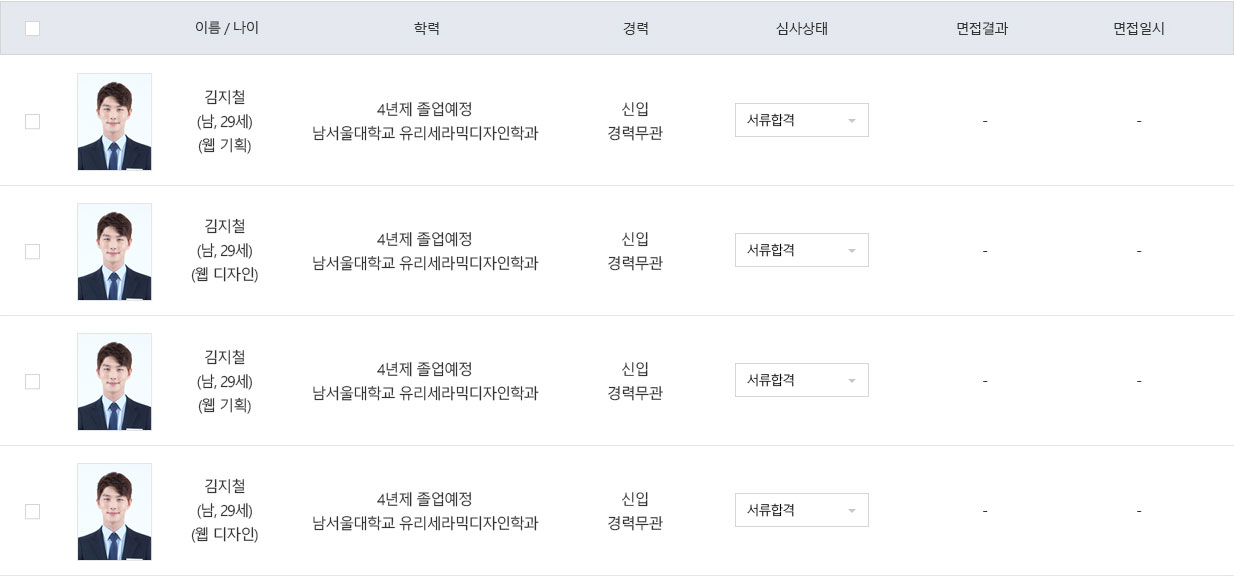 이름 / 나이 학력 경력 심사상태 면접결과 면접일시
김지철
(남, 29세)
(웹 기획)
4년제 졸업예정
남서울대학교 유리세라믹디자인학과
신입
경력무관
서류합격
-
-
김지철
(남, 29세)
(웹 디자인)
4년제 졸업예정
남서울대학교 유리세라믹디자인학과
신입
경력무관
서류합격
-
-
김지철
(남, 29세)
(웹 기획)
4년제 졸업예정
남서울대학교 유리세라믹디자인학과
신입
경력무관
서류합격
-
-
김지철
(남, 29세)
(웹 디자인)
4년제 졸업예정
남서울대학교 유리세라믹디자인학과
신입
경력무관
서류합격
-
-